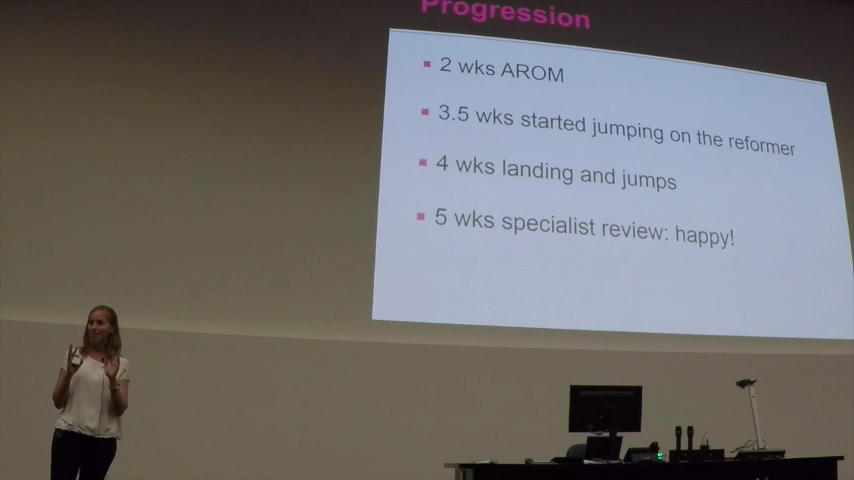 Progression
2 wks AROM
3.5 wks started jumping on the reformer
4 wks landing and jumps
5 wks specialist review: happy!